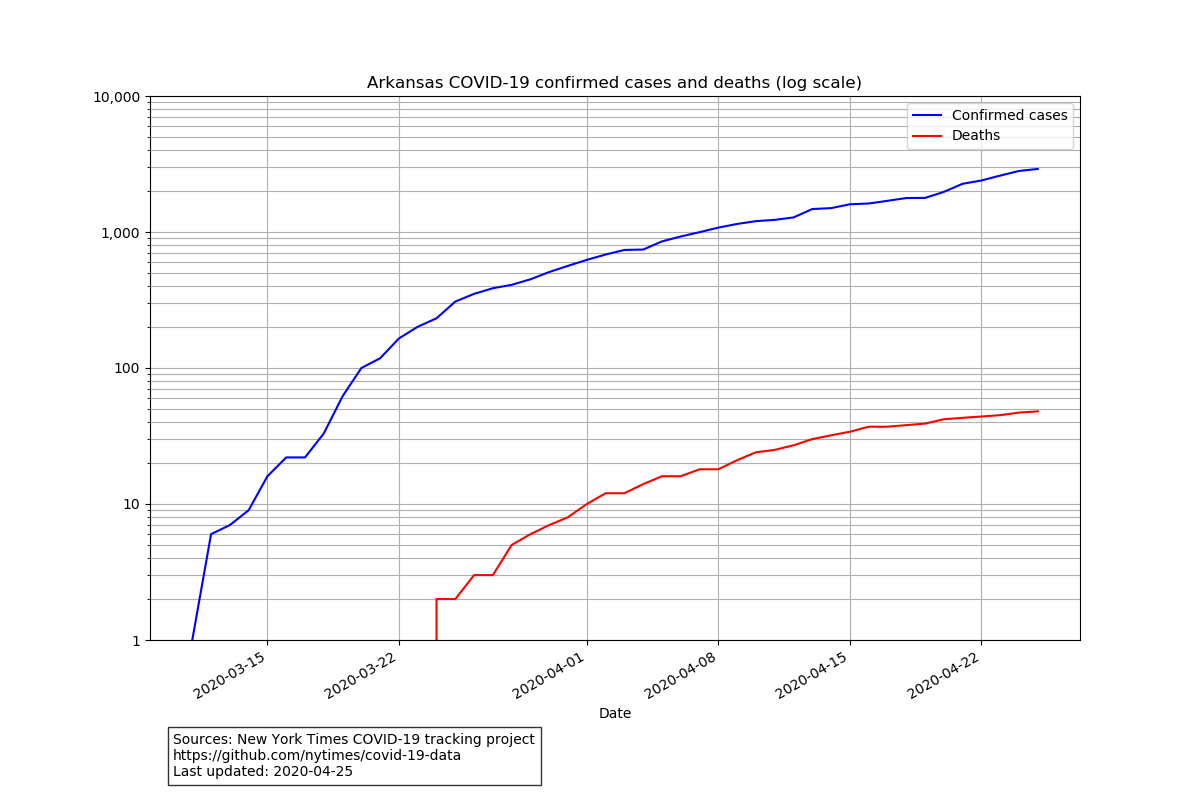 Arkansas COVID-19 confirmed cases and deaths (log scale)
10,000
1,000
100
10
1
Confirmed cases
Deaths
2020-03-15
2020-03-22
2020-04-01
2020-04-08
2020-04-15
2020-04-22
Date
Sources: New York Times COVID-19 tracking project
https://github.com/nytimes/covid-19-data
Last updated: 2020-04-25